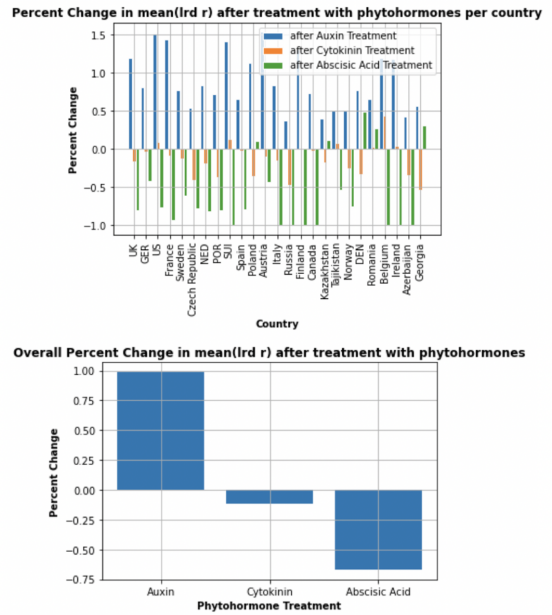 Percent Change in mean(lrd r) after treatment with phytohormones per country
after Auxin Treatment
after Cytokinin Treatment
after Abscisic Acid Treatment
1.5
1.0
0.5
0.0
−0.5
−1.0
Percent Change
UK
GER
US
France
Sweden
Czech Republic
NED
POR
SUI
Spain
Poland
Austria
Italy
Russia
Finland
Canada
Kazakhstan
Tajikistan
Norway
DEN
Romania
Belgium
Ireland
Azerbaijan
Georgia
Country
Overall Percent Change in mean(lrd r) after treatment with phytohormones
1.00
0.75
0.50
0.25
0.00
−0.25
−0.50
−0.75
Percent Change
Auxin
Cytokinin
Abscisic Acid
Phytohormone Treatment